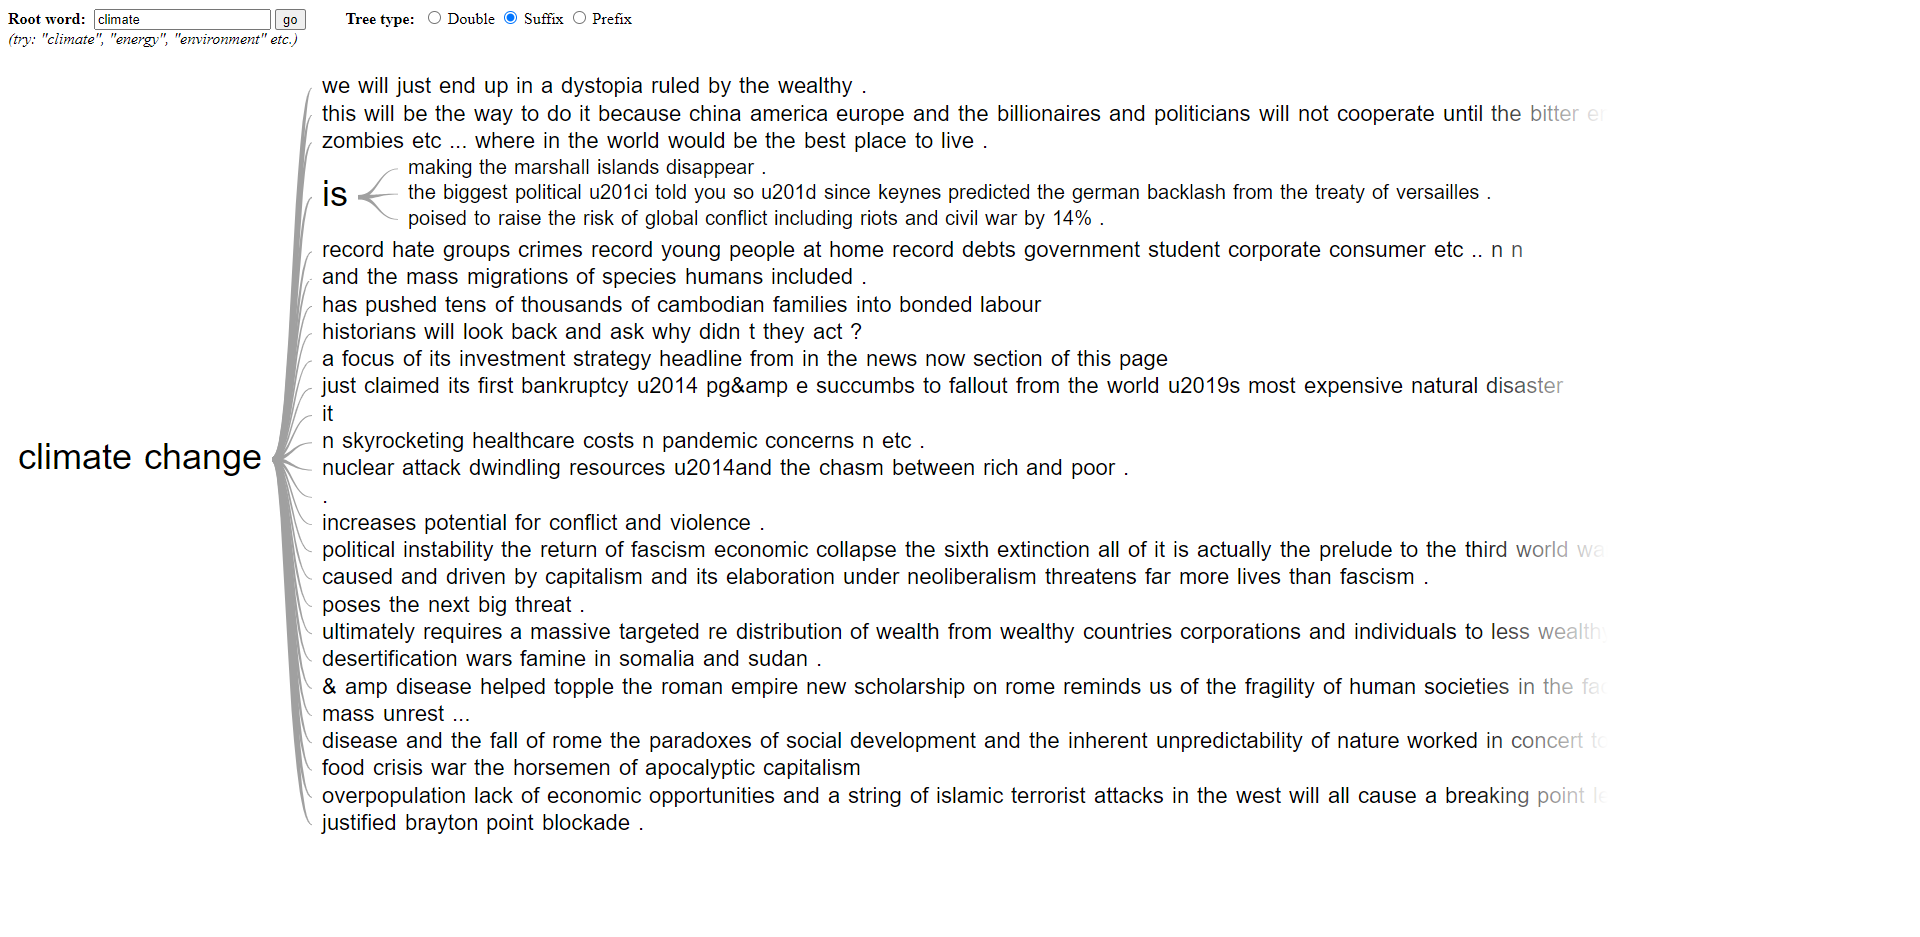 Root word: climate go Tree type: Double Suffix Prefix
(try: "climate", "energy", "environment" etc.)
we will just end up in a dystopia ruled by the wealthy .
this will be the way to do it because china america europe and the billionaires and politicians will not cooperate until the bitter
zombies etc ... where in the world would be the best place to live .
is
making the marshall islands disappear .
the biggest political u201ci told you so u201d since keynes predicted the german backlash from the treaty of versailles .
poised to raise the risk of global conflict including riots and civil war by 14% .
record hate groups crimes record young people at home record debts government student corporate consumer etc .. n n
and the mass migrations of species humans included .
has pushed tens of thousands of cambodian families into bonded labour
historians will look back and ask why didn t they act ?
a focus of its investment strategy headline from in the news now section of this page
just claimed its first bankruptcy u2014 pg&amp e succumbs to fallout from the world u2019s most expensive natural disaster
it
climate change
n skyrocketing healthcare costs n pandemic concerns n etc .
nuclear attack dwindling resources u2014and the chasm between rich and poor .
.
increases potential for conflict and violence .
political instability the return of fascism economic collapse the sixth extinction all of it is actually the prelude to the third world
caused and driven by capitalism and its elaboration under neoliberalism threatens far more lives than fascism .
poses the next big threat .
ultimately requires a massive targeted re distribution of wealth from wealthy countries corporations and individuals to less wealthy
desertification wars famine in somalia and sudan .
& amp disease helped topple the roman empire new scholarship on rome reminds us of the fragility of human societies in the
mass unrest ...
disease and the fall of rome the paradoxes of social development and the inherent unpredictability of nature worked in concert
food crisis war the horsemen of apocalyptic capitalism
overpopulation lack of economic opportunities and a string of islamic terrorist attacks in the west will all cause a breaking point
justified brayton point blockade .